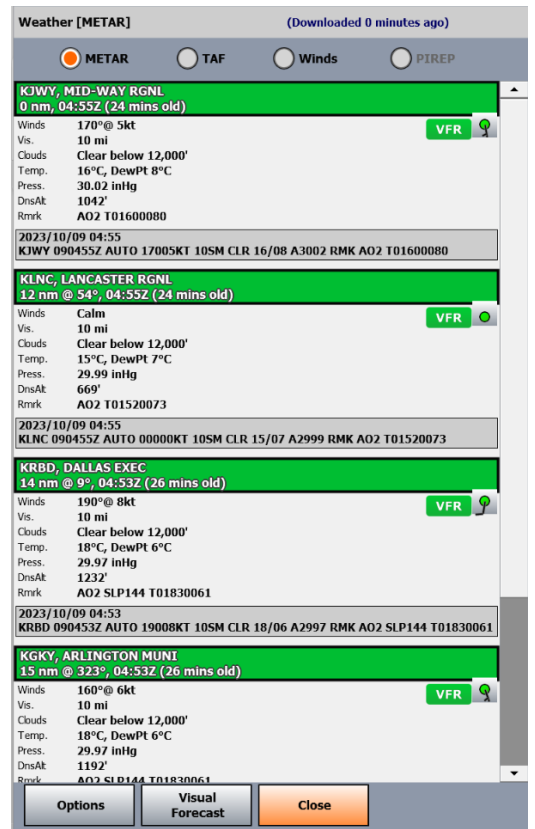 Weather [METAR] (Downloaded 0 minutes ago)
METAR TAF Winds PIREP
KJWY, MID-WAY RGNL
0 nm, 04:55Z (24 mins old)
Winds 170°@ 5kt VFR
Vis. 10 mi
Clouds Clear below 12,000'
Temp. 16°C, DewPt 8°C
Press. 30.02 inHg
DnsAlt 1042'
Rmrk AO2 T01600080
2023/10/09 04:55
KJWY 090455Z AUTO 17005KT 10SM CLR 16/08 A3002 RMK AO2 T01600080
KLNC, LANCASTER RGNL
12 nm @ 54°, 04:55Z (24 mins old)
Winds Calm VFR
Vis. 10 mi
Clouds Clear below 12,000'
Temp. 15°C, DewPt 7°C
Press. 29.99 inHg
DnsAlt 669'
Rmrk AO2 T01520073
2023/10/09 04:55
KLNC 090455Z AUTO 00000KT 10SM CLR 15/07 A2999 RMK AO2 T01520073
KRBD, DALLAS EXEC
14 nm @ 9°, 04:53Z (26 mins old)
Winds 190°@ 8kt VFR
Vis. 10 mi
Clouds Clear below 12,000'
Temp. 18°C, DewPt 6°C
Press. 29.97 inHg
DnsAlt 1232'
Rmrk AO2 SLP144 T01830061
2023/10/09 04:53
KRBD 090453Z AUTO 19008KT 10SM CLR 18/06 A2997 RMK AO2 SLP144 T01830061
KGKY, ARLINGTON MUNI
15 nm @ 323°, 04:53Z (26 mins old)
Winds 160°@ 6kt VFR
Vis. 10 mi
Clouds Clear below 12,000'
Temp. 18°C, DewPt 6°C
Press. 29.97 inHg
DnsAlt 1192'
Rmrk AO2 SLP144 T01830061
Options Visual Close
Forecast